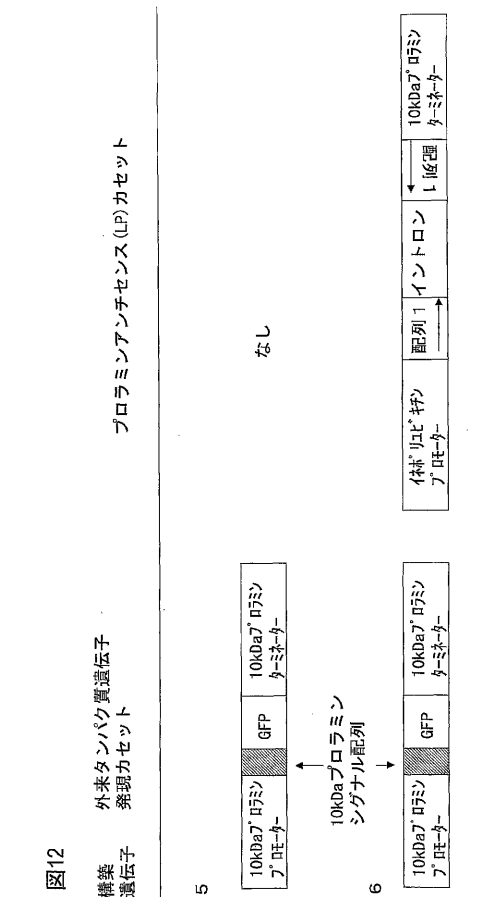 図12
構築
遺伝子
外来タンパク質遺伝子
発現カセット
プロラミンアンチセンス(LP)カセット
5
10kDaプロラミン
プロモーター
GFP
10kDaプロラミン
ターミネーター
なし
10kDaプロラミン
シグナル配列
6
10kDaプロラミン
プロモーター
GFP
10kDaプロラミン
ターミネーター
イネポリユビキチン
プロモーター
配列 1
イントロン
配列 1
10kDaプロラミン
ターミネーター